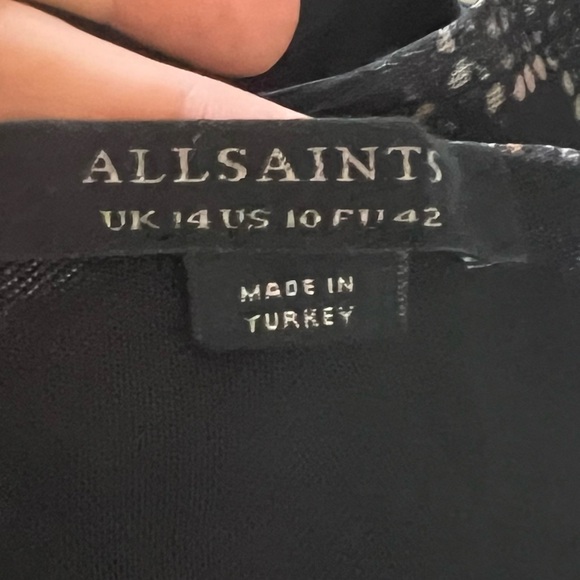 ALLSAINTS
UK 14 US 10 EU 42
MADE IN
TURKEY